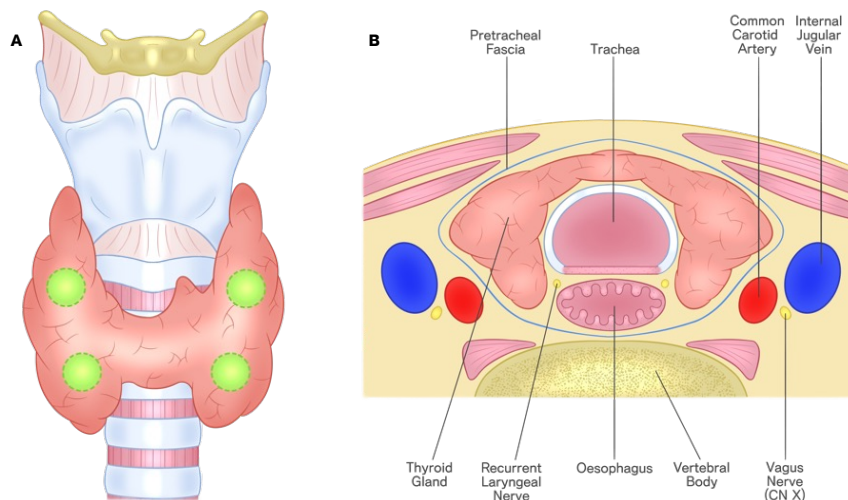 A
B
Pretracheal
Fascia
Trachea
Common
Carotid
Artery
Internal
Jugular
Vein
Thyroid
Gland
Recurrent
Laryngeal
Nerve
Oesophagus
Vertebral
Body
Vagus
Nerve
(CN X)